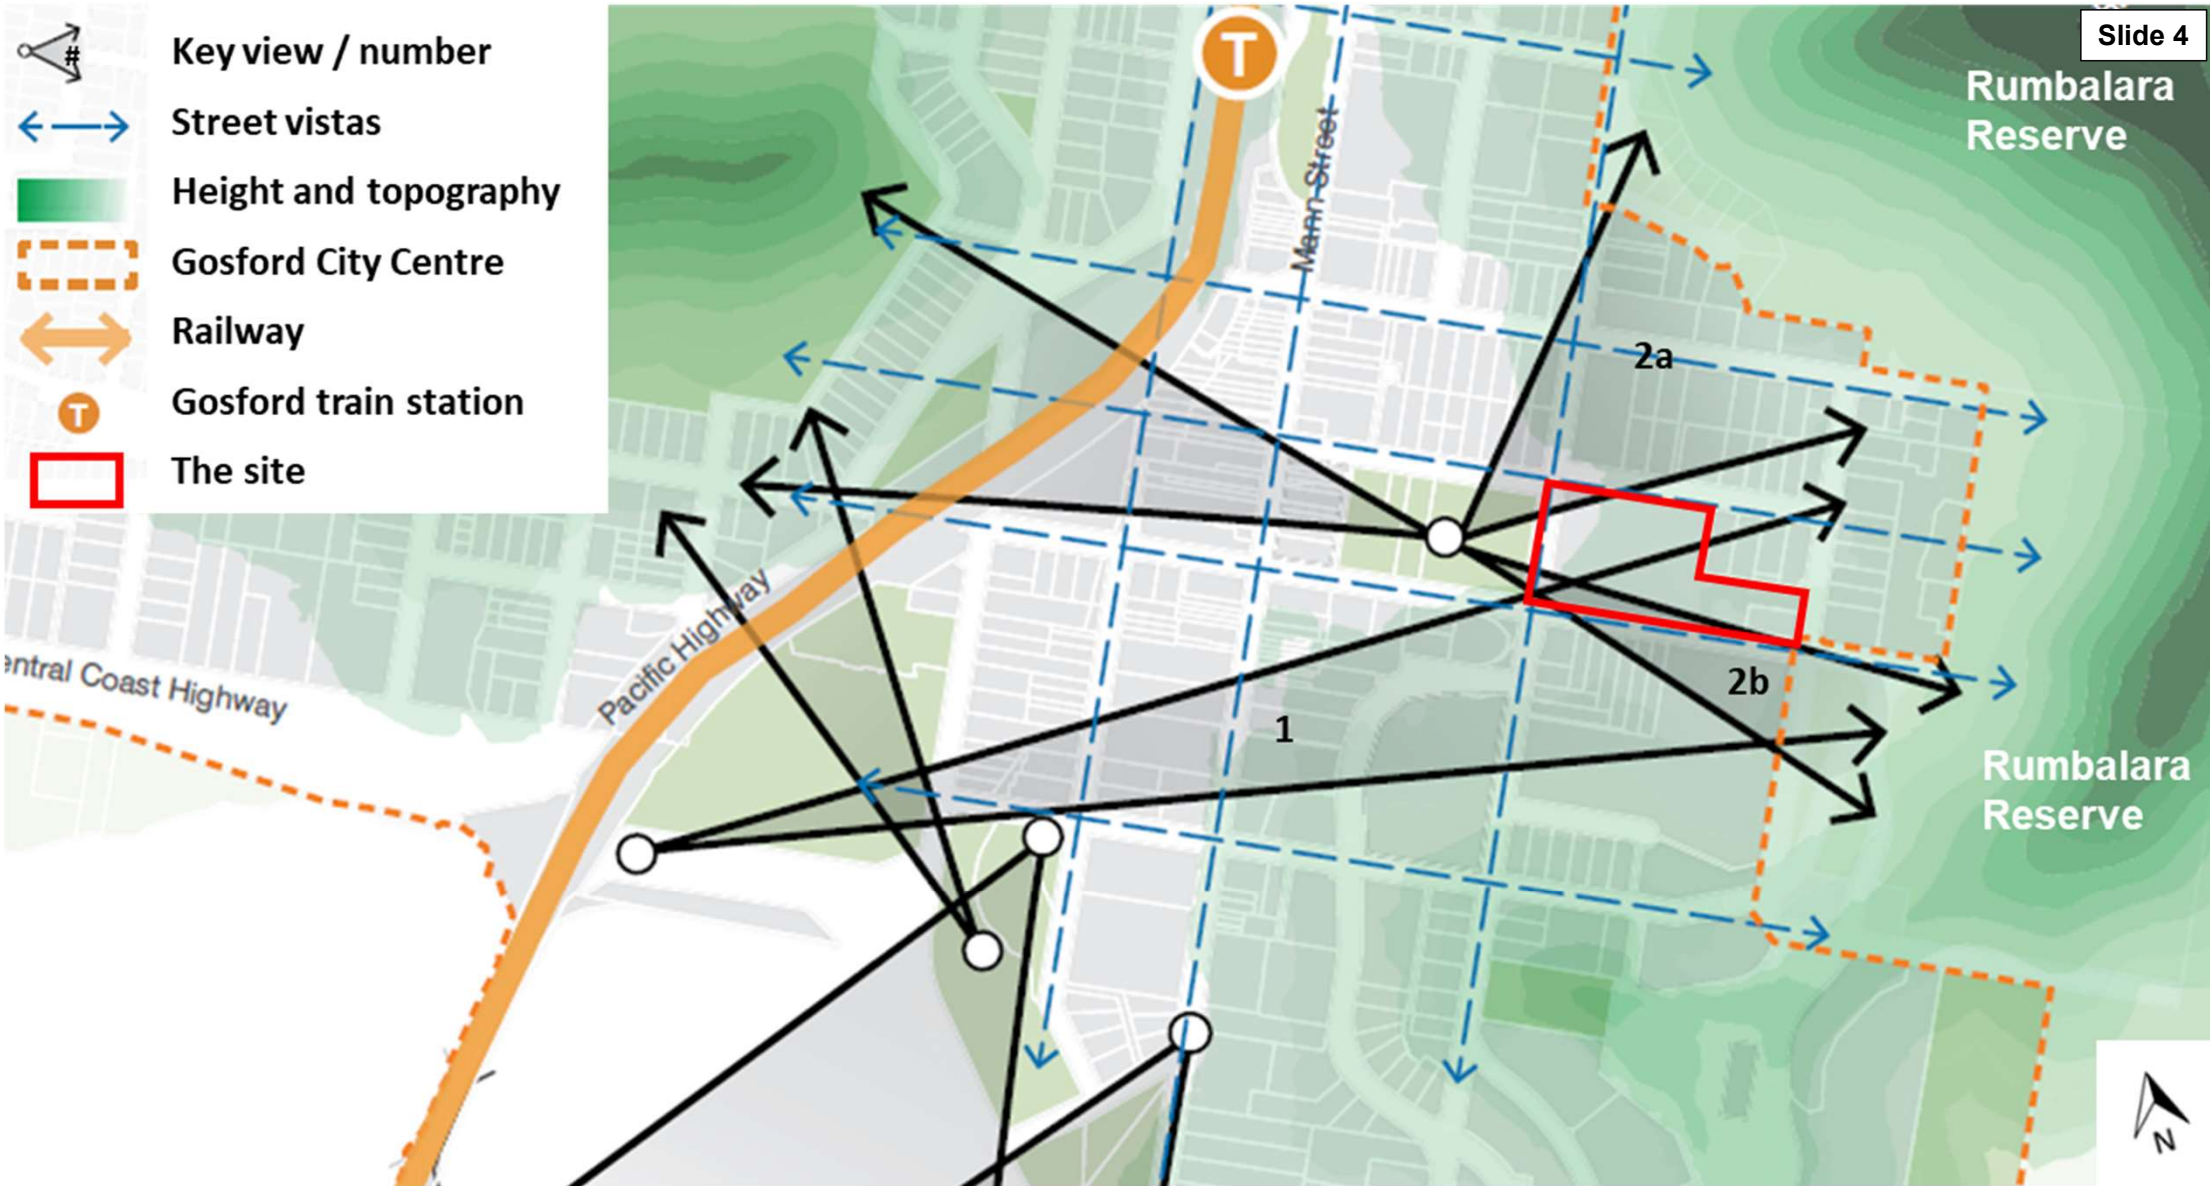 Slide 4
#
Key view / number
Street vistas
Height and topography
Gosford City Centre
Railway
T
Gosford train station
The site
T
Rumbalara
Reserve
Mann Street
2a
Pacific Highway
entral Coast Highway
2b
1
Rumbalara
Reserve
N